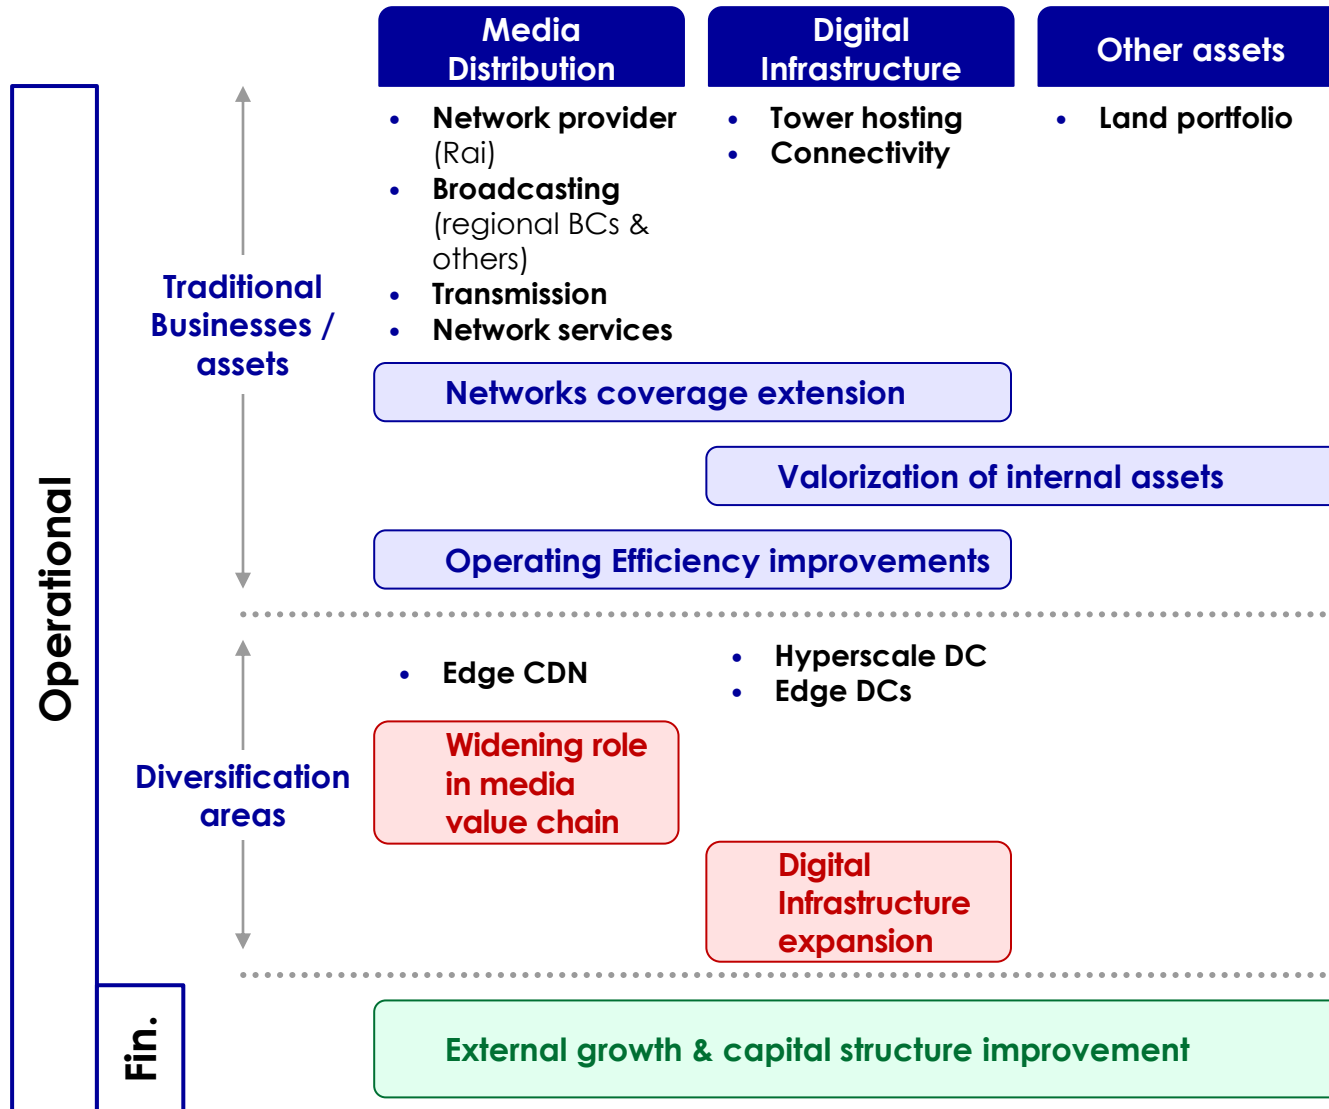 Media
Distribution
Digital
Infrastructure
Other assets
Operational
Traditional
Businesses /
assets
• Network provider
(Rai)
• Broadcasting
(regional BCs &
others)
• Transmission
• Network services
• Tower hosting
• Connectivity
• Land portfolio
Networks coverage extension
Valorization of internal assets
Operating Efficiency improvements
Diversification
areas
• Edge CDN
• Hyperscale DC
• Edge DCs
Widening role
in media
value chain
Digital
Infrastructure
expansion
Fin.
External growth & capital structure improvement